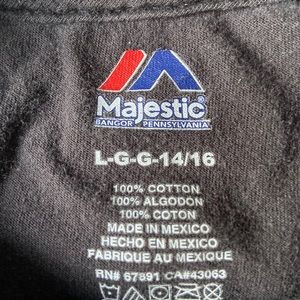 Majestic®
BANGOR PENNSYLVANIA
L-G-G-14/16
100% COTTON
100% ALGODON
100% COTON
MADE IN MEXICO
HECHO EN MEXICO
FABRIQUE AU MEXIQUE
RN# 67891 CA#43063